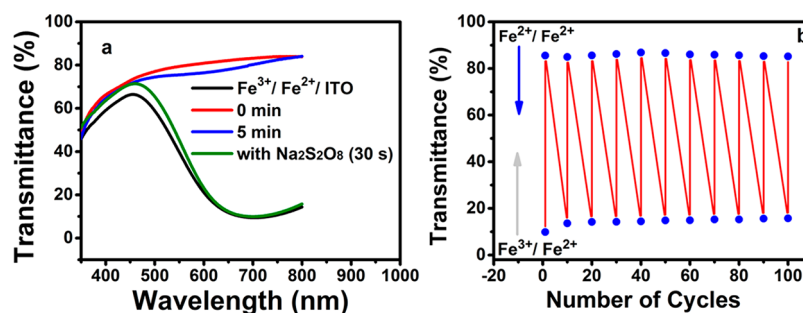 a
Transmittance (%)
100
80
60
40
20
0
Fe³⁺/ Fe²⁺/ ITO
0 min
5 min
with Na₂S₂O₈ (30 s)
400 500 600 700 800 900 1000
Wavelength (nm)
b
Fe²⁺/ Fe²⁺
Transmittance (%)
100
80
60
40
20
0
Fe³⁺/ Fe²⁺
-20 0 20 40 60 80 100
Number of Cycles